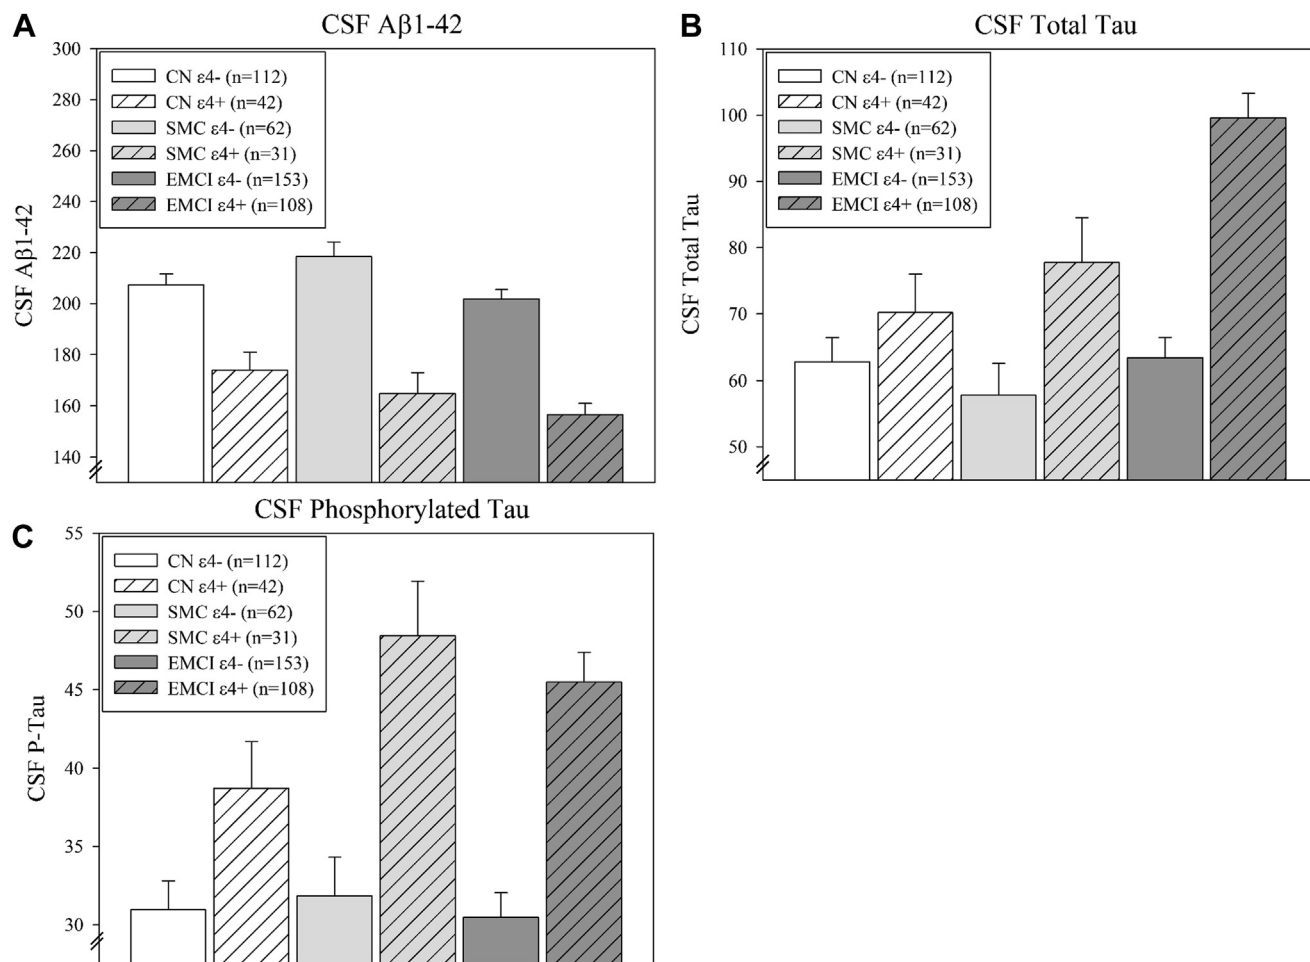 A
CSF Aβ1-42
300
280
260
240
220
200
180
160
140
CSF Aβ1-42
CN ε4- (n=112)
CN ε4+ (n=42)
SMC ε4- (n=62)
SMC ε4+ (n=31)
EMCI ε4- (n=153)
EMCI ε4+ (n=108)
B
CSF Total Tau
110
100
90
80
70
60
50
CSF Total Tau
CN ε4- (n=112)
CN ε4+ (n=42)
SMC ε4- (n=62)
SMC ε4+ (n=31)
EMCI ε4- (n=153)
EMCI ε4+ (n=108)
C
CSF Phosphorylated Tau
55
50
45
40
35
30
CSF P-Tau
CN ε4- (n=112)
CN ε4+ (n=42)
SMC ε4- (n=62)
SMC ε4+ (n=31)
EMCI ε4- (n=153)
EMCI ε4+ (n=108)